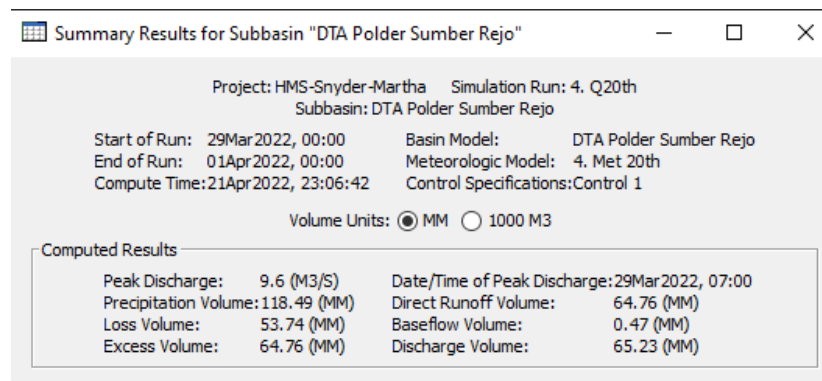 Summary Results for Subbasin "DTA Polder Sumber Rejo"
Project: HMS-Snyder-Martha Simulation Run: 4. Q20th
Subbasin: DTA Polder Sumber Rejo
Start of Run: 29Mar2022, 00:00 Basin Model: DTA Polder Sumber Rejo
End of Run: 01Apr2022, 00:00 Meteorologic Model: 4. Met 20th
Compute Time:21Apr2022, 23:06:42 Control Specifications:Control 1
Volume Units: MM 1000 M3
Computed Results
Peak Discharge: 9.6 (M3/S) Date/Time of Peak Discharge:29Mar2022, 07:00
Precipitation Volume:118.49 (MM) Direct Runoff Volume: 64.76 (MM)
Loss Volume: 53.74 (MM) Baseflow Volume: 0.47 (MM)
Excess Volume: 64.76 (MM) Discharge Volume: 65.23 (MM)